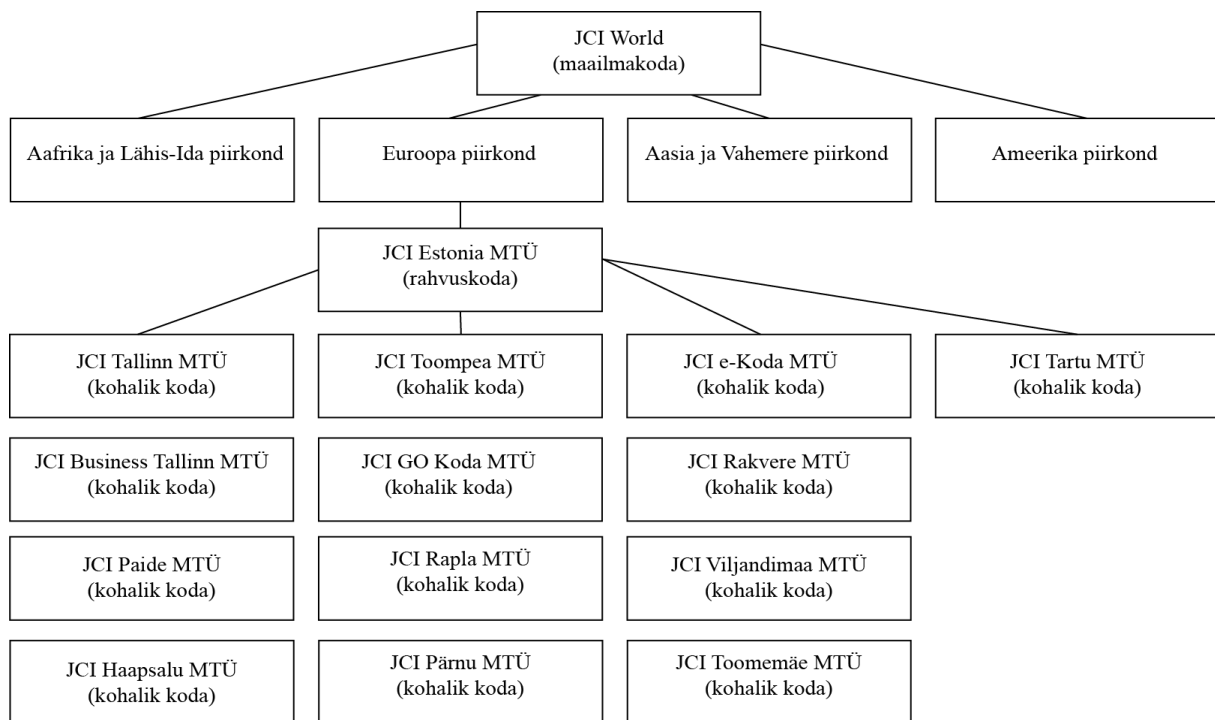 JCI World
(maailmakoda)
Aafrika ja Lähis-Ida piirkond
Euroopa piirkond
Aasia ja Vahemere piirkond
Ameerika piirkond
JCI Estonia MTÜ
(rahvuskoda)
JCI Tallinn MTÜ
(kohalik koda)
JCI Toompea MTÜ
(kohalik koda)
JCI e-Koda MTÜ
(kohalik koda)
JCI Tartu MTÜ
(kohalik koda)
JCI Business Tallinn MTÜ
(kohalik koda)
JCI GO Koda MTÜ
(kohalik koda)
JCI Rakvere MTÜ
(kohalik koda)
JCI Paide MTÜ
(kohalik koda)
JCI Rapla MTÜ
(kohalik koda)
JCI Viljandimaa MTÜ
(kohalik koda)
JCI Haapsalu MTÜ
(kohalik koda)
JCI Pärnu MTÜ
(kohalik koda)
JCI Toomemäe MTÜ
(kohalik koda)